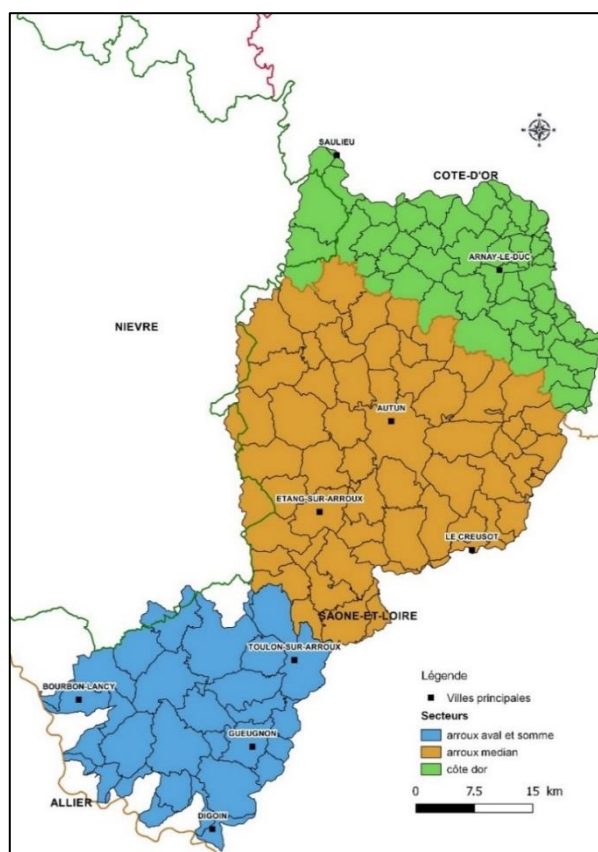 SAULIEU
COTE-D'OR
ARNAY-LE-DUC
NIEVRE
AUTUN
ETANG-SUR-ARROUX
LE CREUSOT
SAONE-ET-LOIRE
TOULON-SUR-ARROUX
BOURBON-LANCY
GUEUGNON
ALLIER
DIGOIN
Légende
Villes principales
Secteurs
arroux aval et somme
arroux median
côte dor
0 7.5 15 km